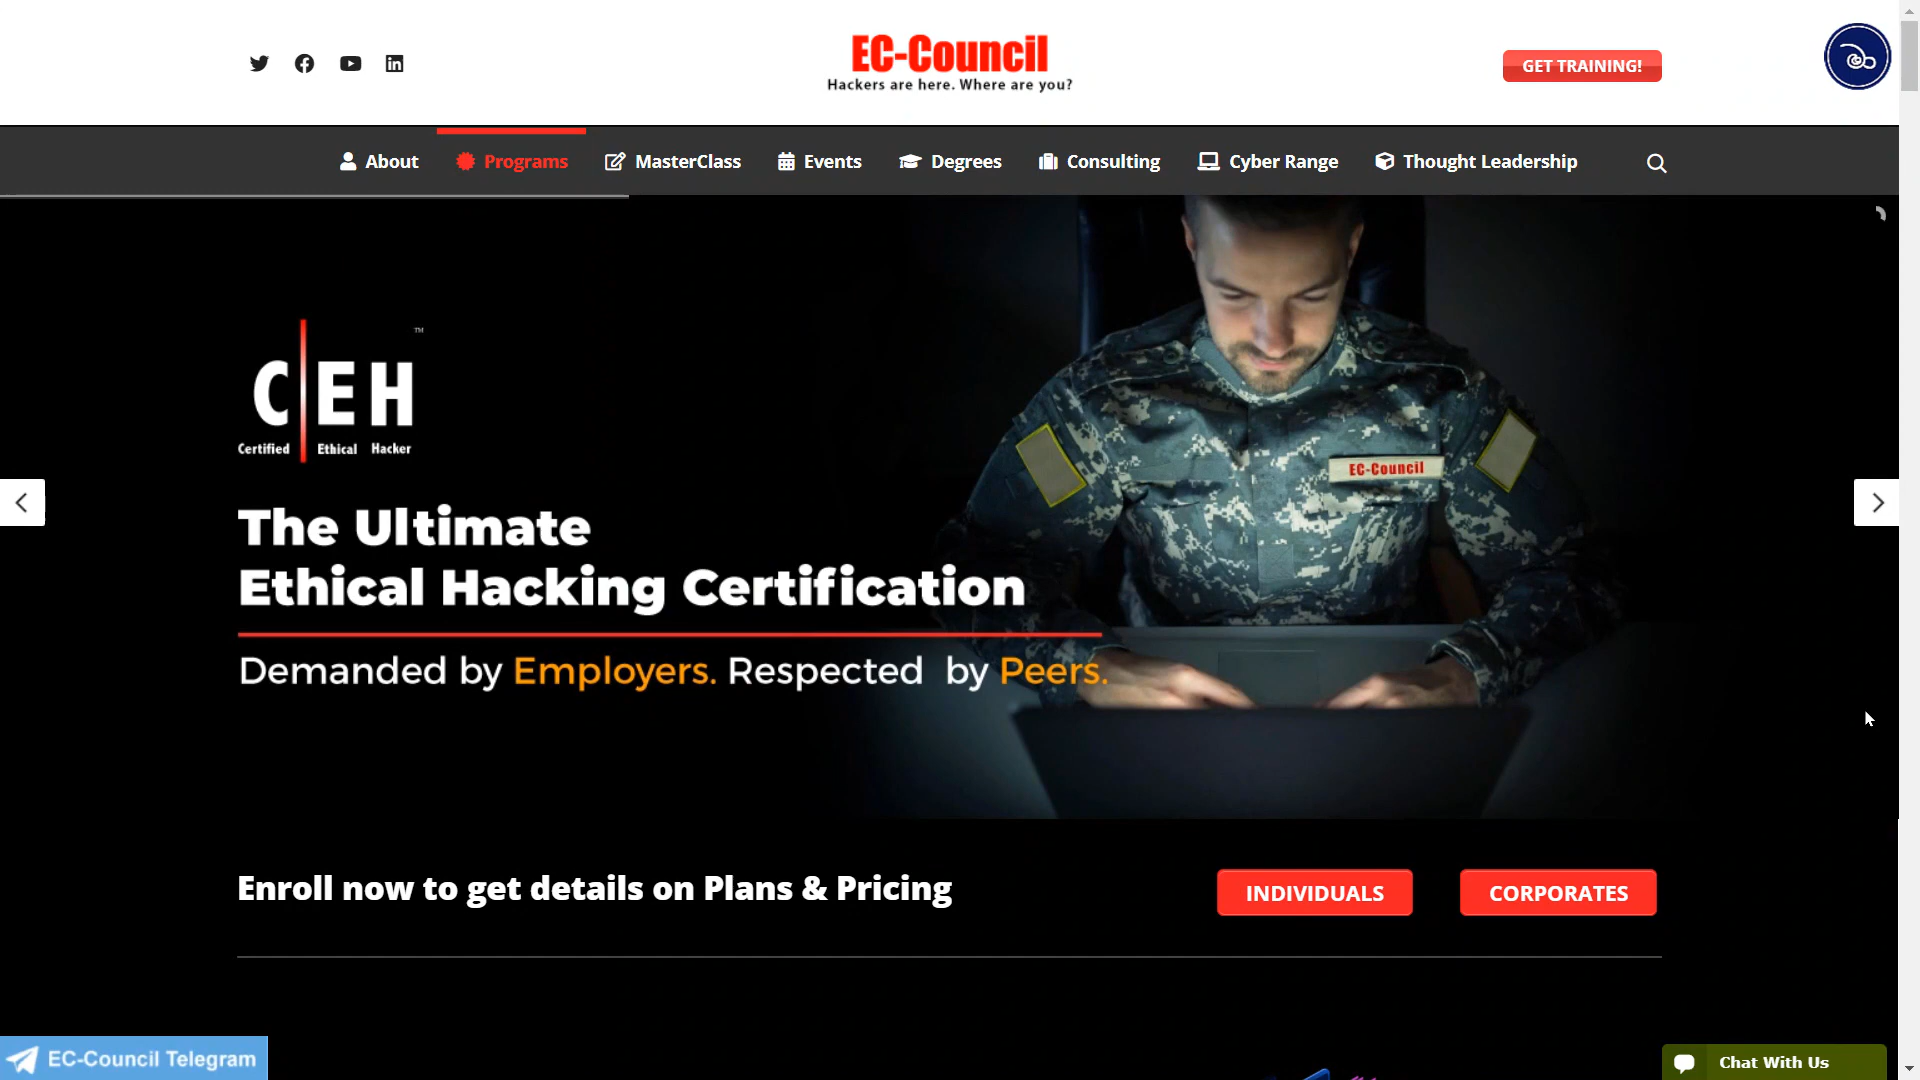 EC-Council
Hackers are here. Where are you?
GET TRAINING!
About
Programs
MasterClass
Events
Degrees
Consulting
Cyber Range
Thought Leadership
C EH ™
Certified Ethical Hacker
EC-Council
The Ultimate
Ethical Hacking Certification
Demanded by Employers. Respected by Peers.
Enroll now to get details on Plans & Pricing
INDIVIDUALS
CORPORATES
EC-Council Telegram
Chat With Us